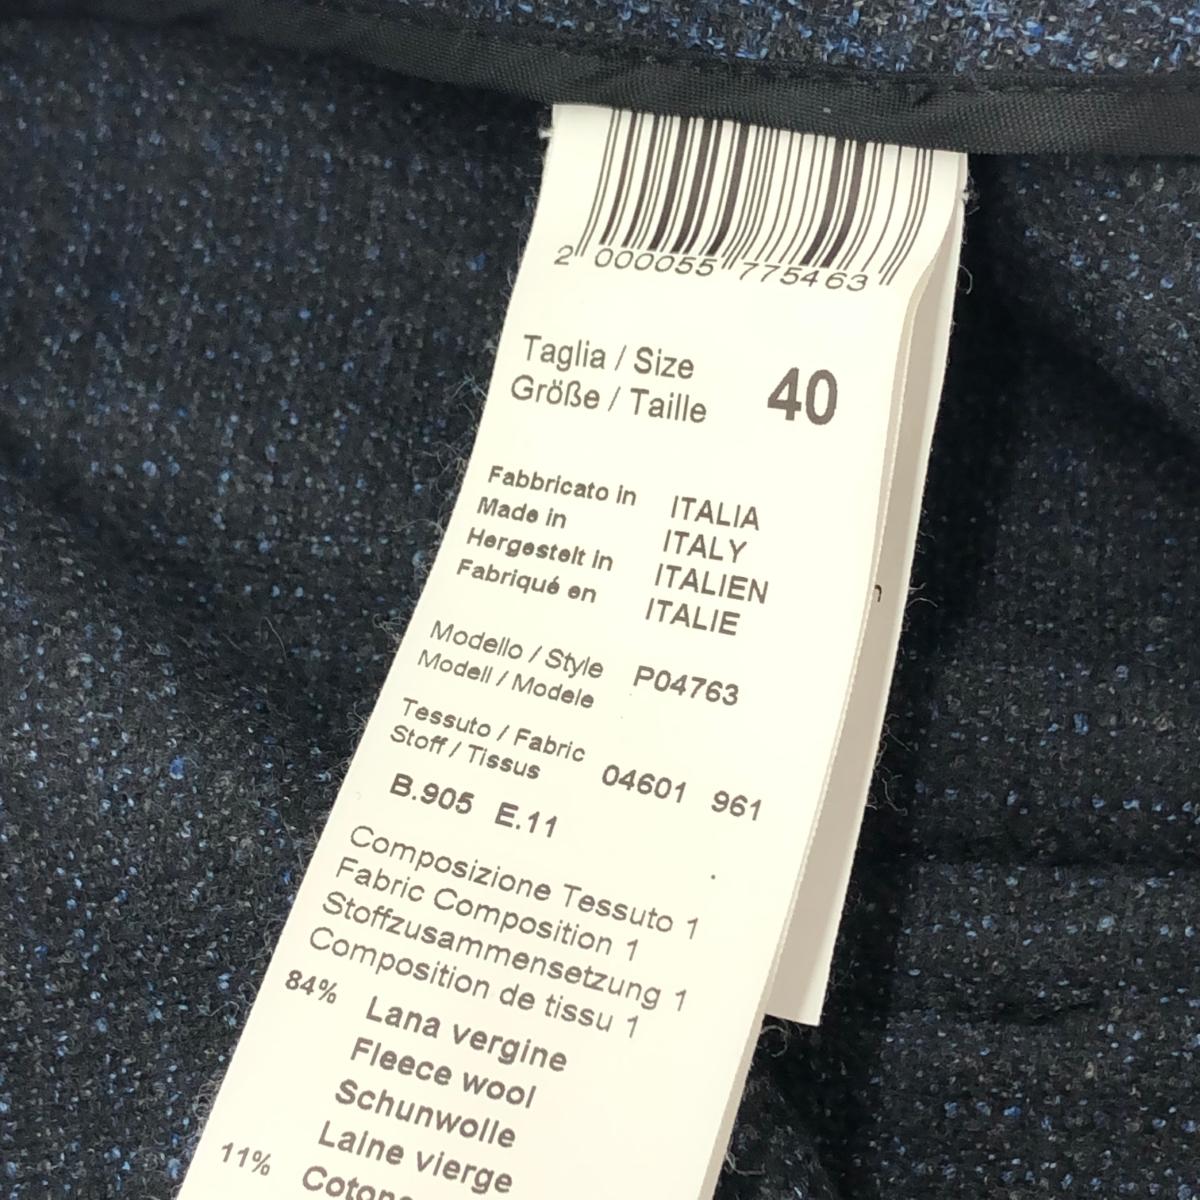 2 000055 775463
Taglia / Size
Größe / Taille
40
Fabbricato in ITALIA
Made in ITALY
Hergestelt in ITALIEN
Fabriqué en ITALIE
Modello / Style
Modell / Modele
P04763
Tessuto / Fabric
Stoff / Tissus
04601 961
B.905 E.11
Composizione Tessuto 1
Fabric Composition 1
Stoffzusammensetzung 1
Composition de tissu 1
84% Lana vergine
Fleece wool
Schunwolle
Laine vierge
11%